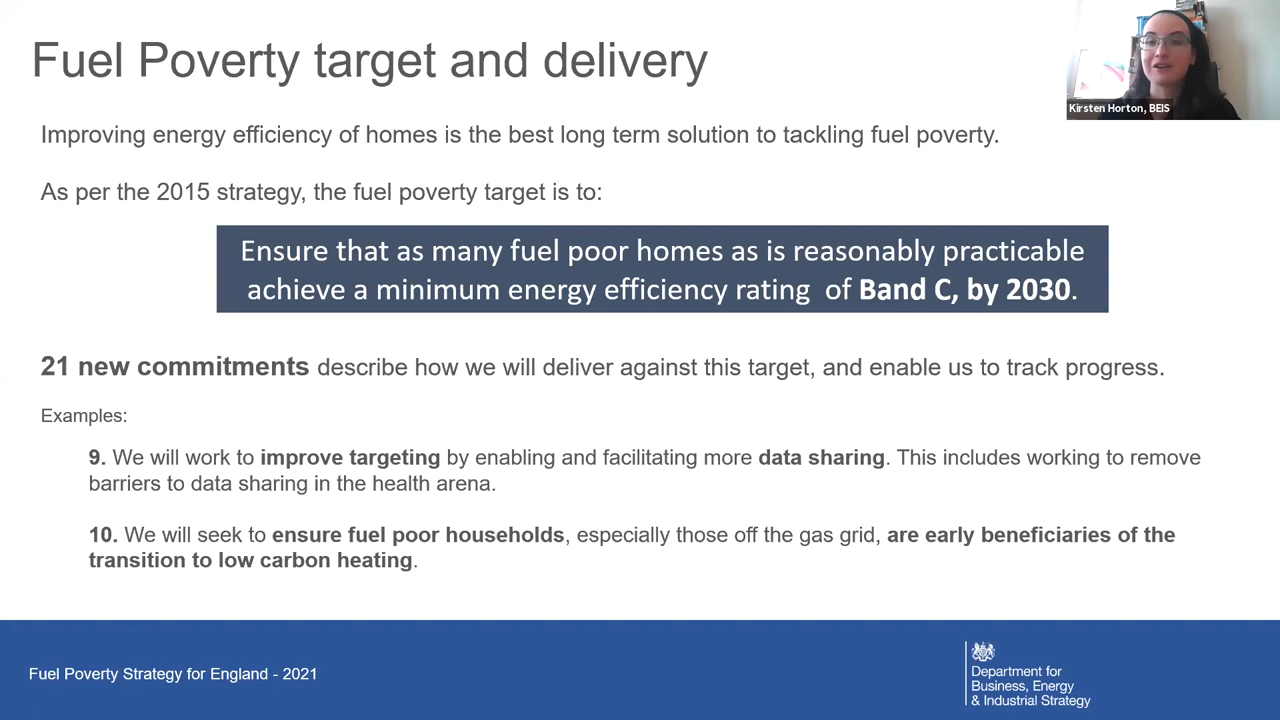 Fuel Poverty target and delivery
Kirsten Horton, BEIS
Improving energy efficiency of homes is the best long term solution to tackling fuel poverty.
As per the 2015 strategy, the fuel poverty target is to:
Ensure that as many fuel poor homes as is reasonably practicable
achieve a minimum energy efficiency rating of Band C, by 2030.
21 new commitments describe how we will deliver against this target, and enable us to track progress.
Examples:
9. We will work to improve targeting by enabling and facilitating more data sharing. This includes working to remove
barriers to data sharing in the health arena.
10. We will seek to ensure fuel poor households, especially those off the gas grid, are early beneficiaries of the
transition to low carbon heating.
Fuel Poverty Strategy for England - 2021
Department for
Business, Energy
& Industrial Strategy